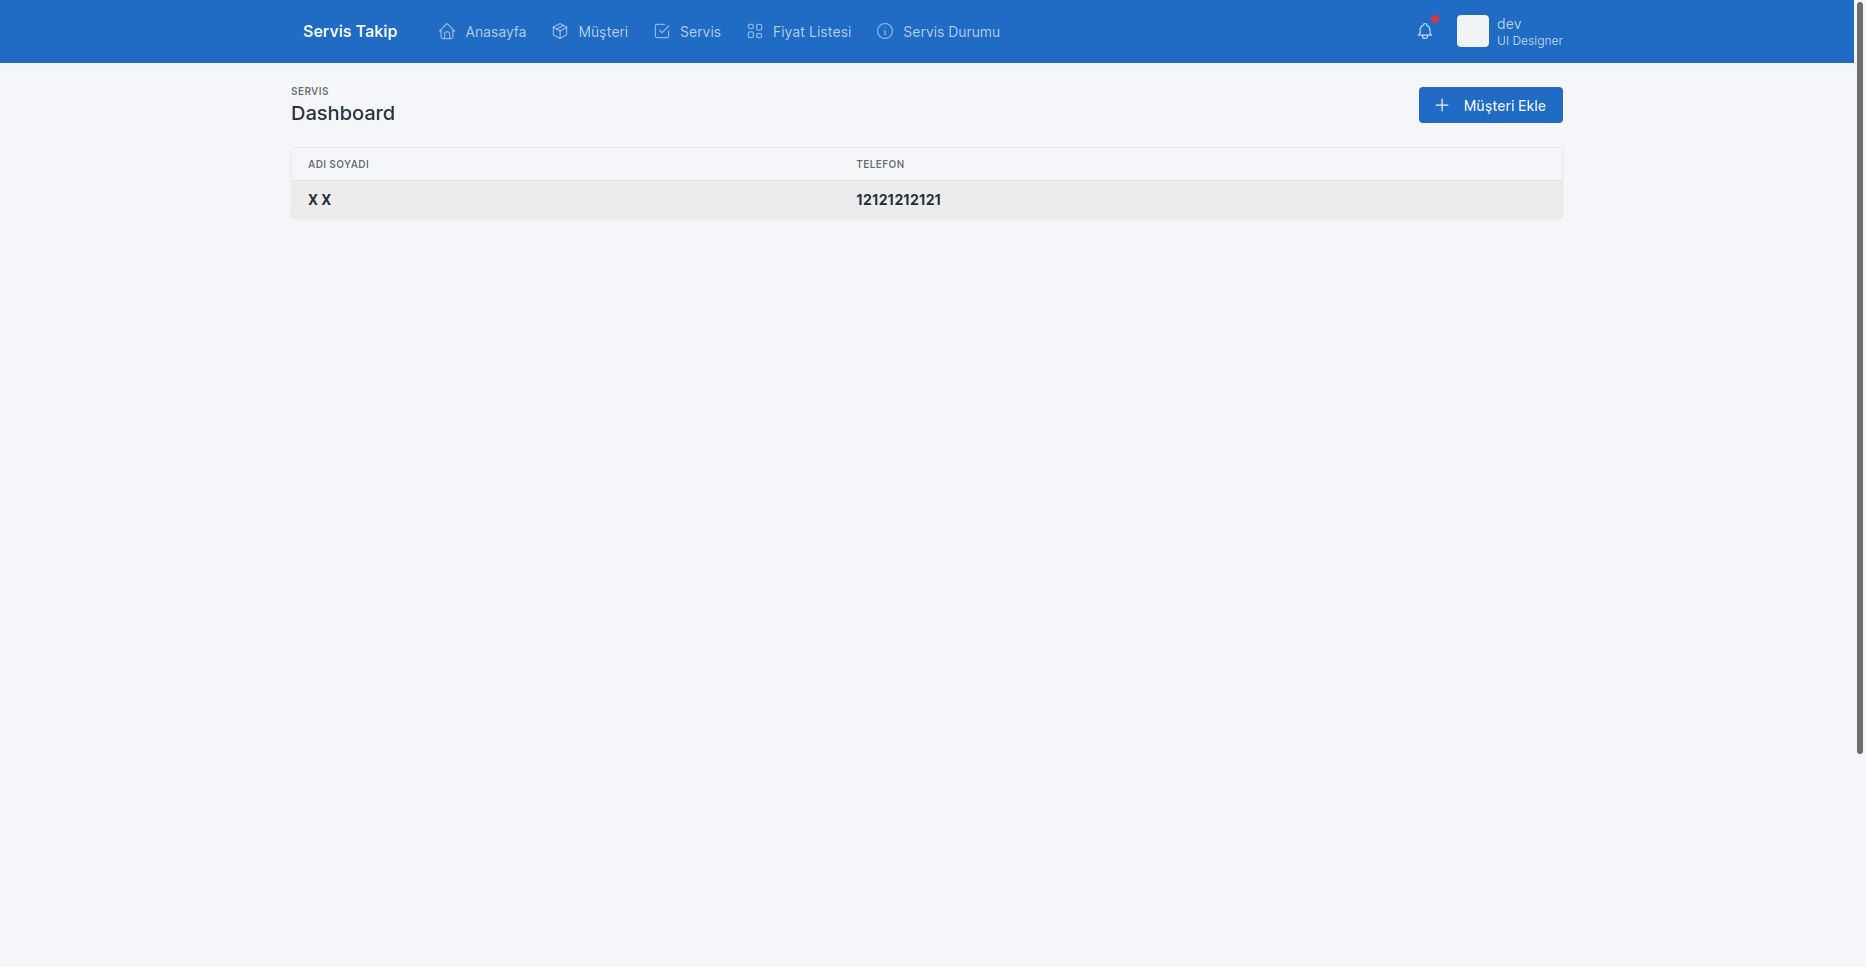 Servis Takip Anasayfa Müşteri Servis Fiyat Listesi Servis Durumu dev
UI Designer
SERVIS
Dashboard
Müşteri Ekle
ADI SOYADI TELEFON
X X 12121212121